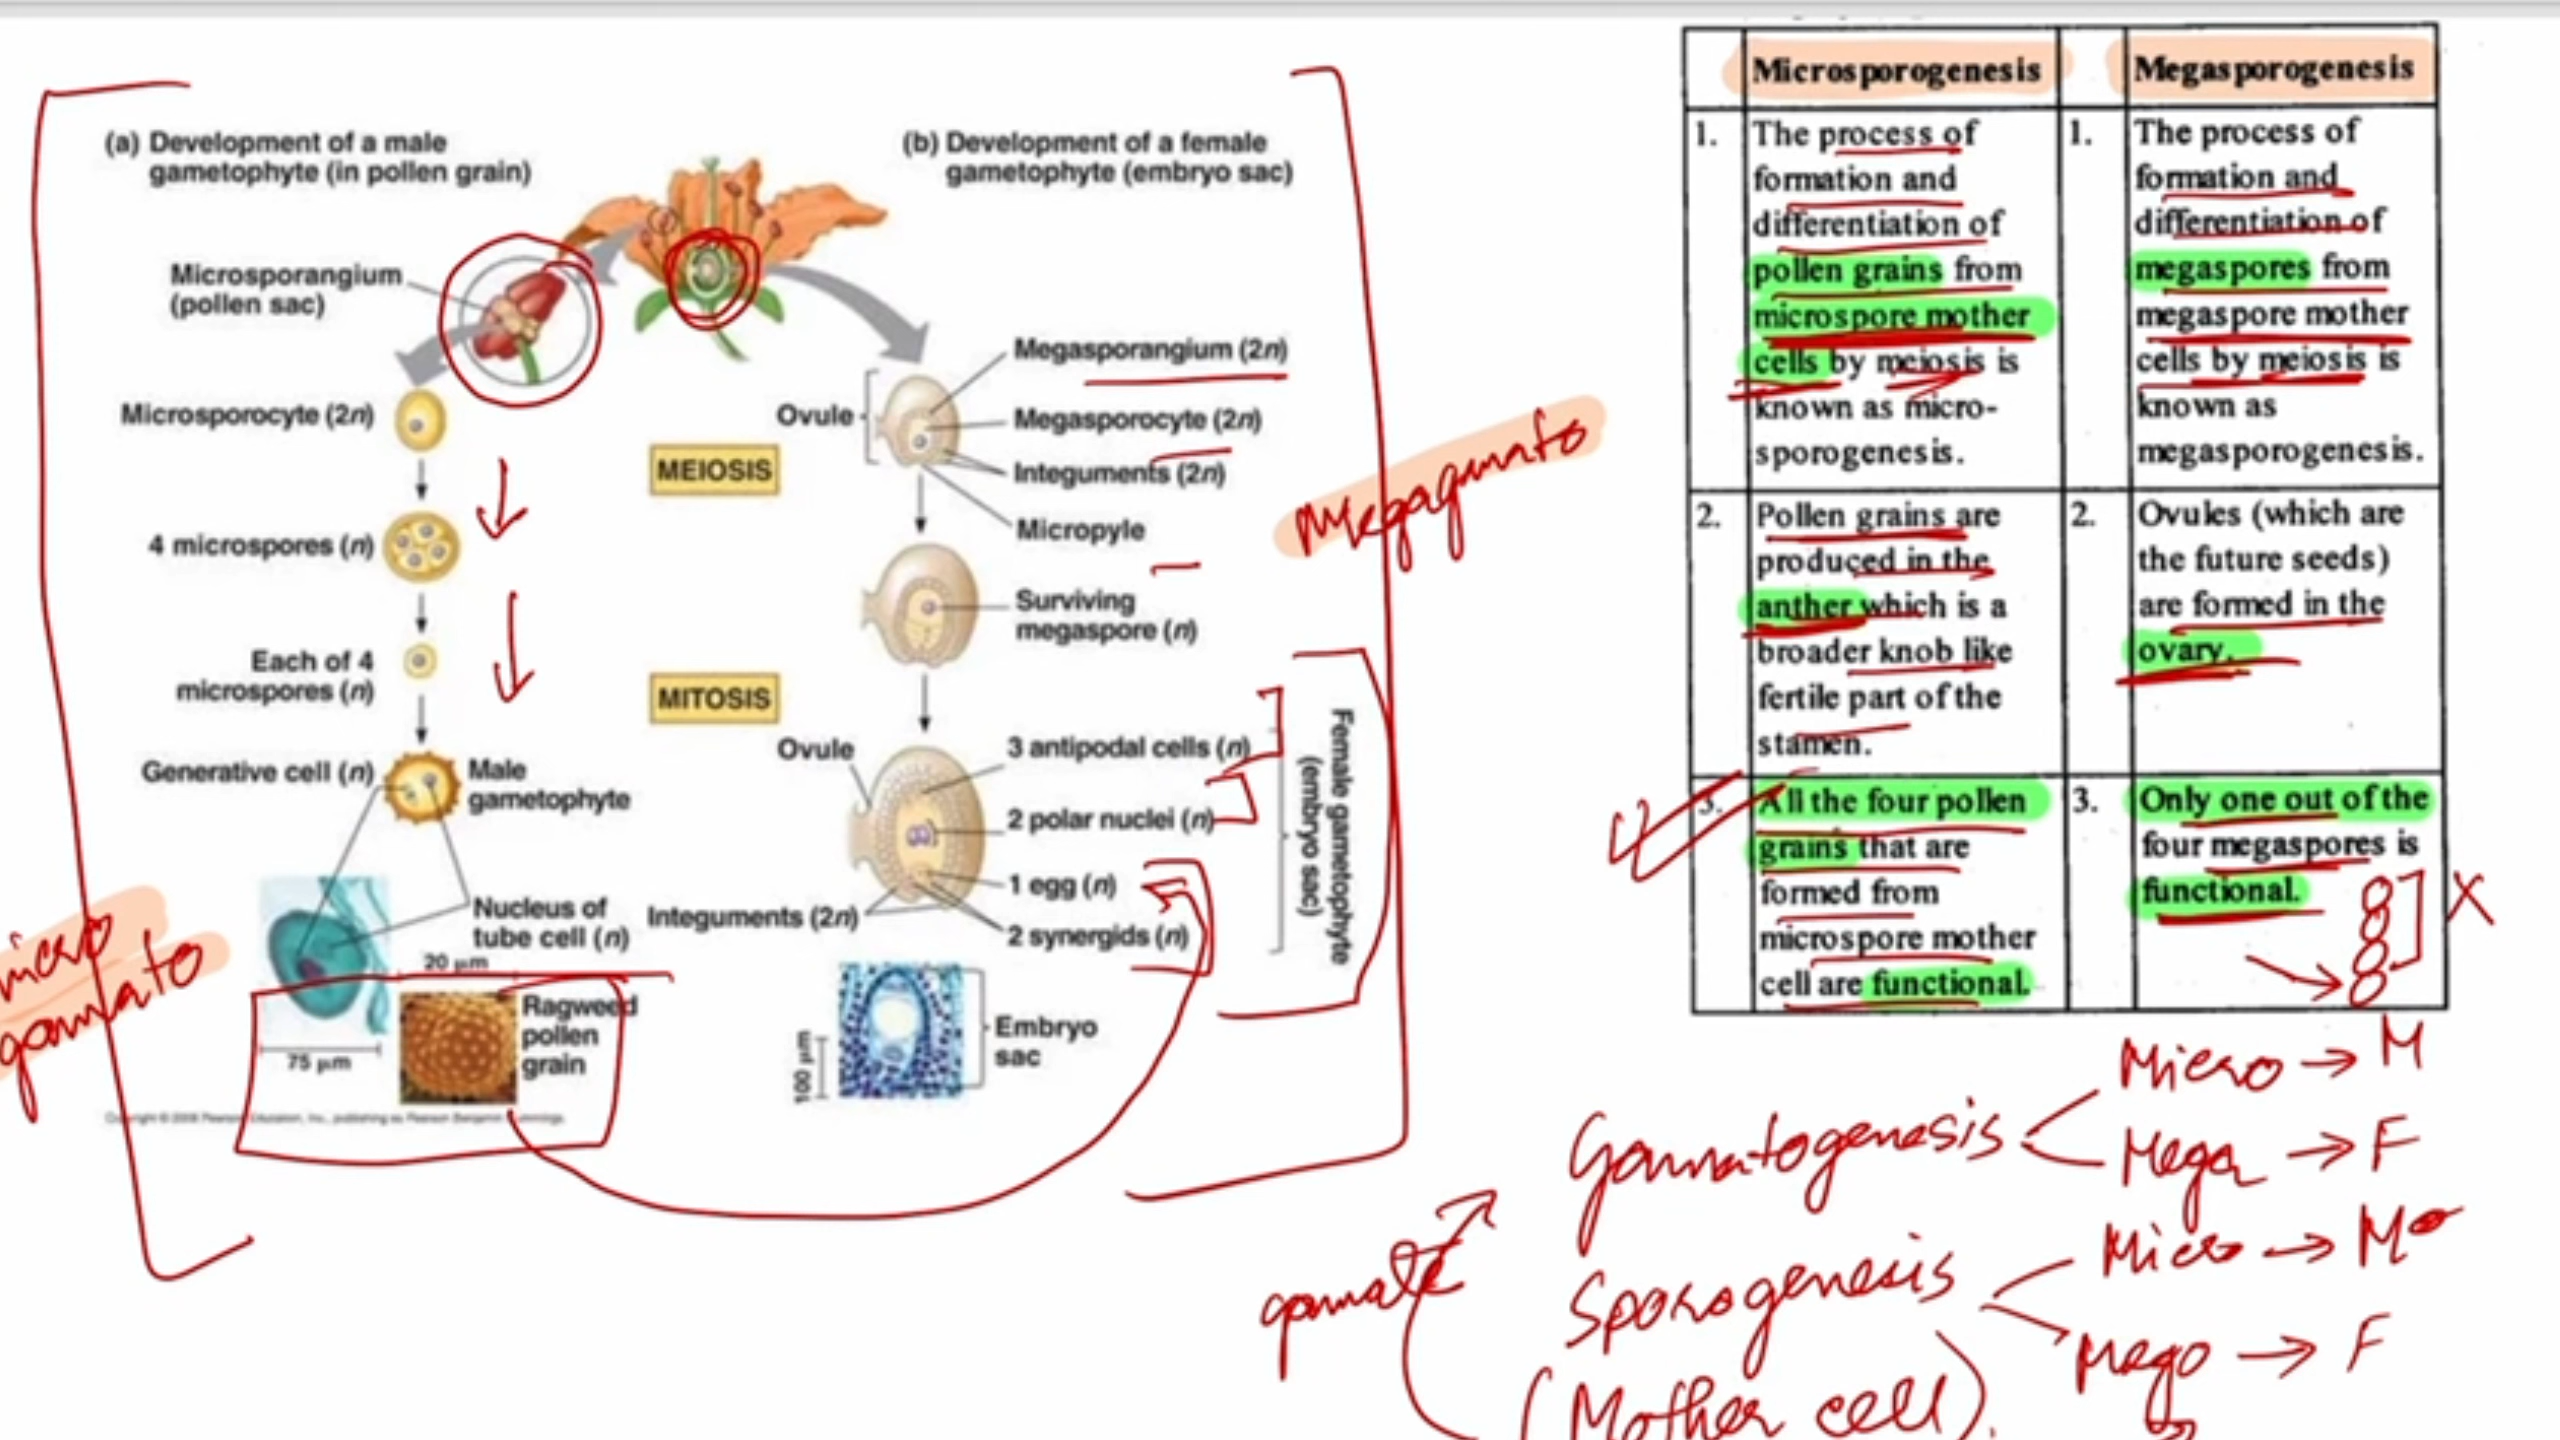 (a) Development of a male
gametophyte (in pollen grain)
(b) Development of a female
gametophyte (embryo sac)
Microsporangium
(pollen sac)
Microsporocyte (2n)
4 microspores (n)
Each of 4
microspores (n)
Generative cell (n)
Male
gametophyte
Nucleus of
tube cell (n)
20 µm
75 µm
Ragweed
pollen
grain
MEIOSIS
MITOSIS
Megasporangium (2n)
Ovule
Megasporocyte (2n)
Integuments (2n)
Micropyle
Surviving
megaspore (n)
Ovule
3 antipodal cells (n)
2 polar nuclei (n)
1 egg (n)
Integuments (2n)
2 synergids (n)
Female gametophyte
(embryo sac)
Embryo
sac
100 µm
Microsporogenesis
1. The process of
formation and
differentiation of
pollen grains from
microspore mother
cells by meiosis is
known as micro-
sporogenesis.
2. Pollen grains are
produced in the
anther which is a
broader knob like
fertile part of the
stamen.
3. All the four pollen
grains that are
formed from
microspore mother
cell are functional.
Megasporogenesis
1. The process of
formation and
differentiation of
megaspores from
megaspore mother
cells by meiosis is
known as
megasporogenesis.
2. Ovules (which are
the future seeds)
are formed in the
ovary.
3. Only one out of the
four megaspores is
functional.
X
Micro → M
Gamatogenesis
Mega → F
Micro → M
Sporogenesis
Mega → F
(Mother cell).